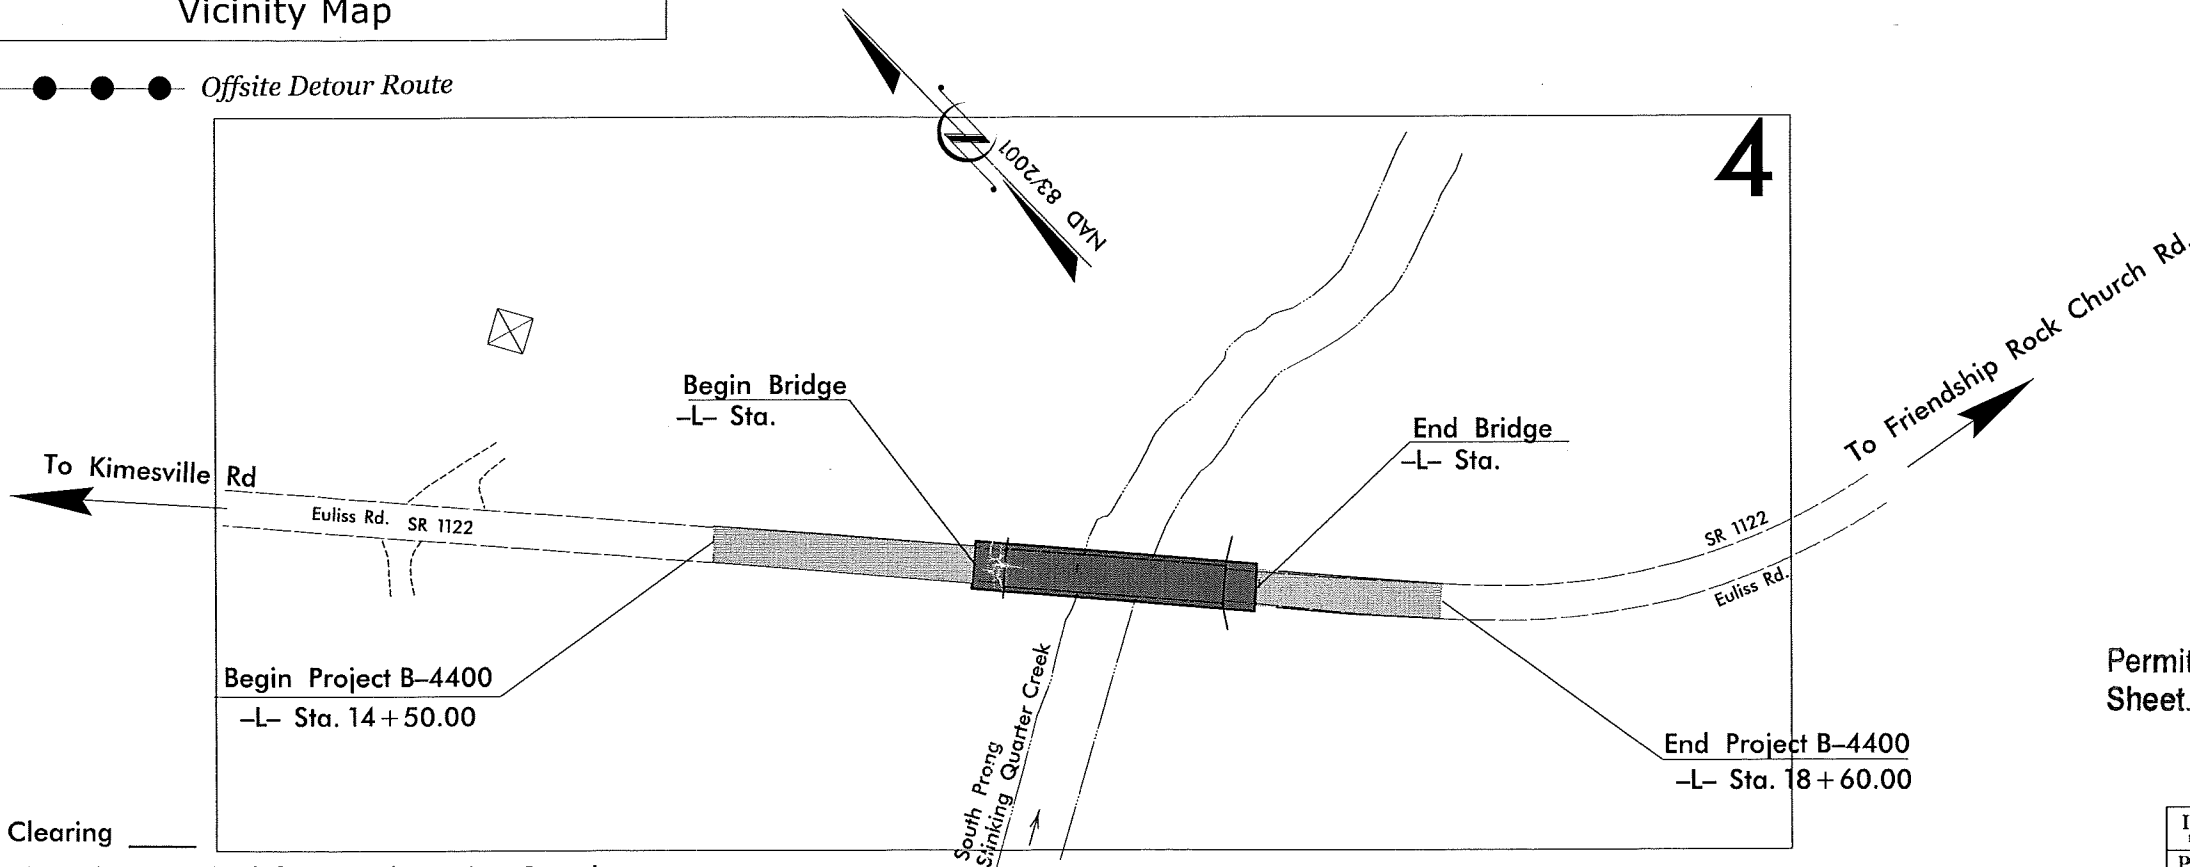 Vicinity Map
Offsite Detour Route
NAD 83/2001
4
Begin Bridge
–L– Sta.
End Bridge
–L– Sta.
To Kimesville Rd
To Friendship Rock Church Rd.
Euliss Rd. SR 1122
SR 1122
Euliss Rd.
Begin Project B–4400
–L– Sta. 14+50.00
South Prong
Stinking Quarter Creek
End Project B–4400
–L– Sta. 18+60.00
Permit
Sheet
Clearing